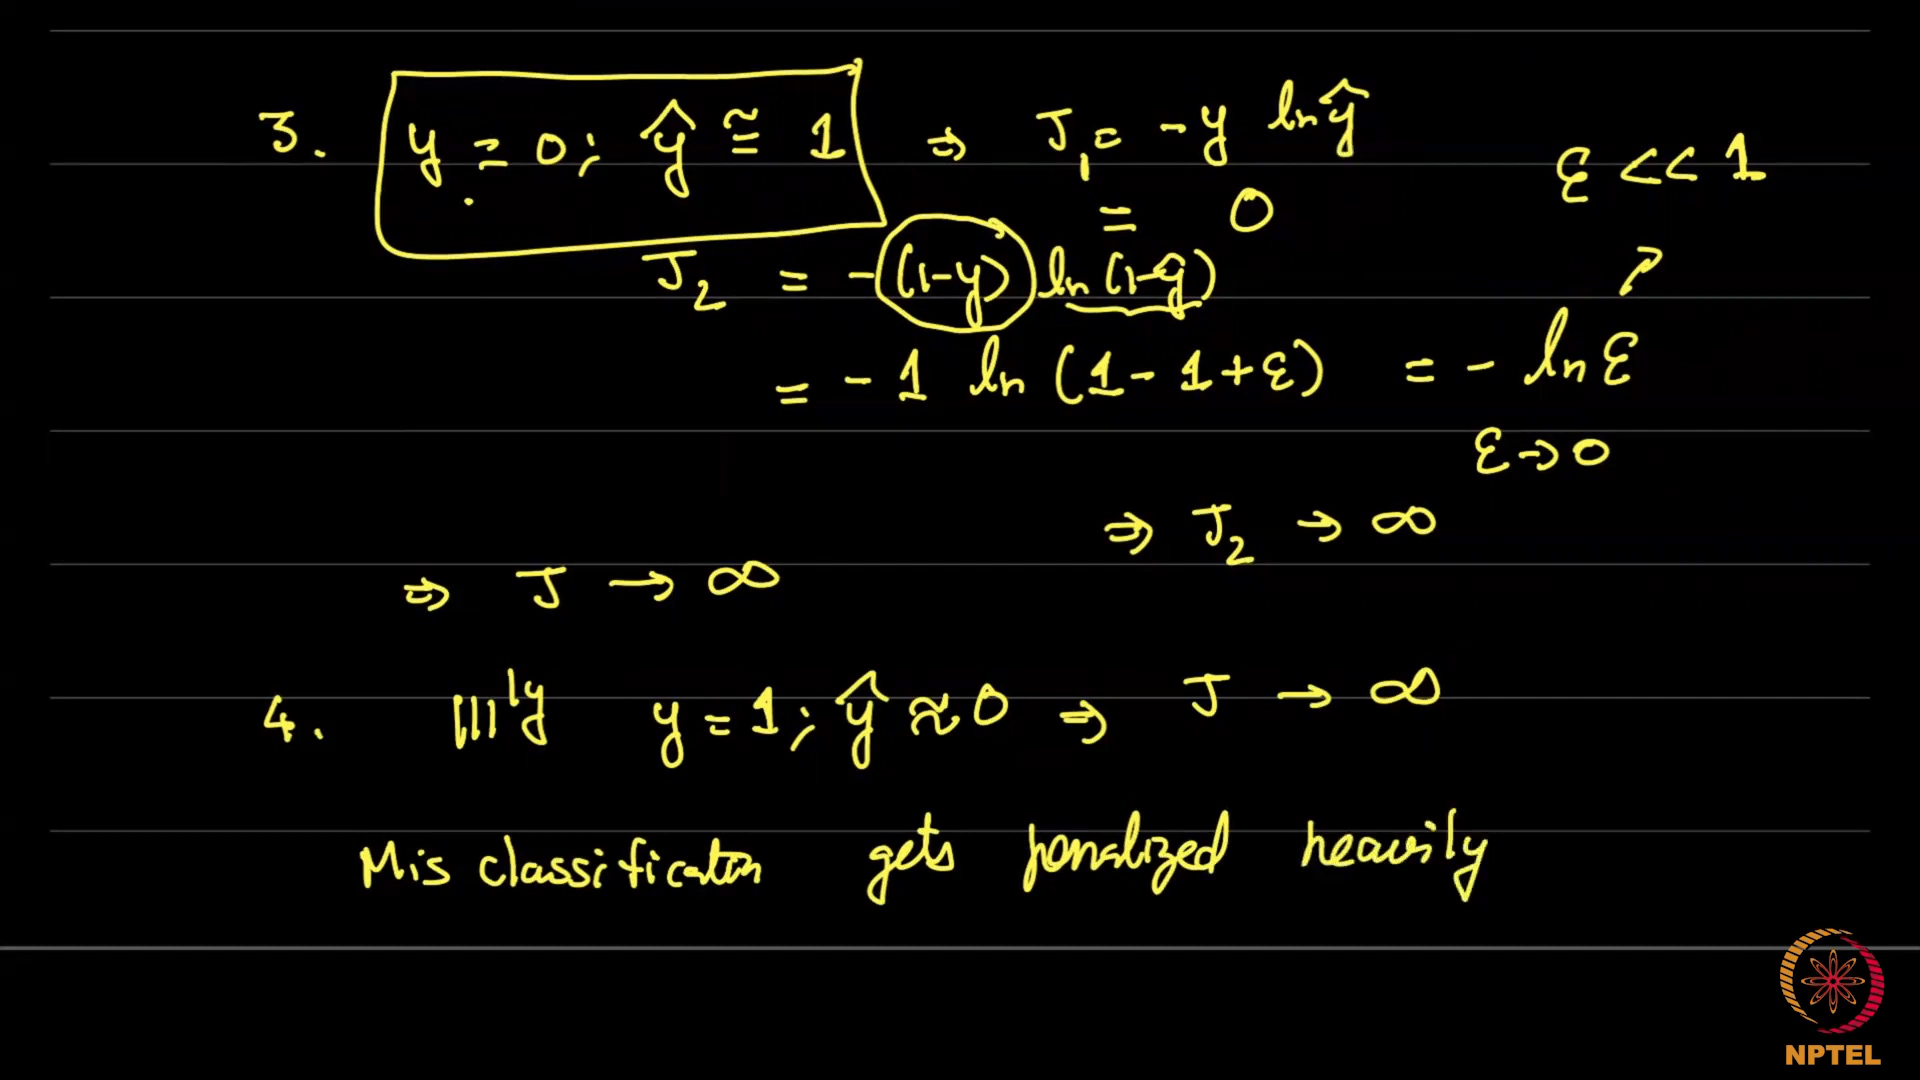 3. y = 0; ŷ ≅ 1 ⇒ J₁ = -y ln ŷ
= 0
ε << 1
J₂ = -(1-y) ln (1-ŷ)
= - 1 ln (1 - 1 + ε) = - ln ε
ε → 0
⇒ J₂ → ∞
⇒ J → ∞
4. |||ly y = 1; ŷ ≈ 0 ⇒ J → ∞
Mis classification gets penalized heavily
NPTEL